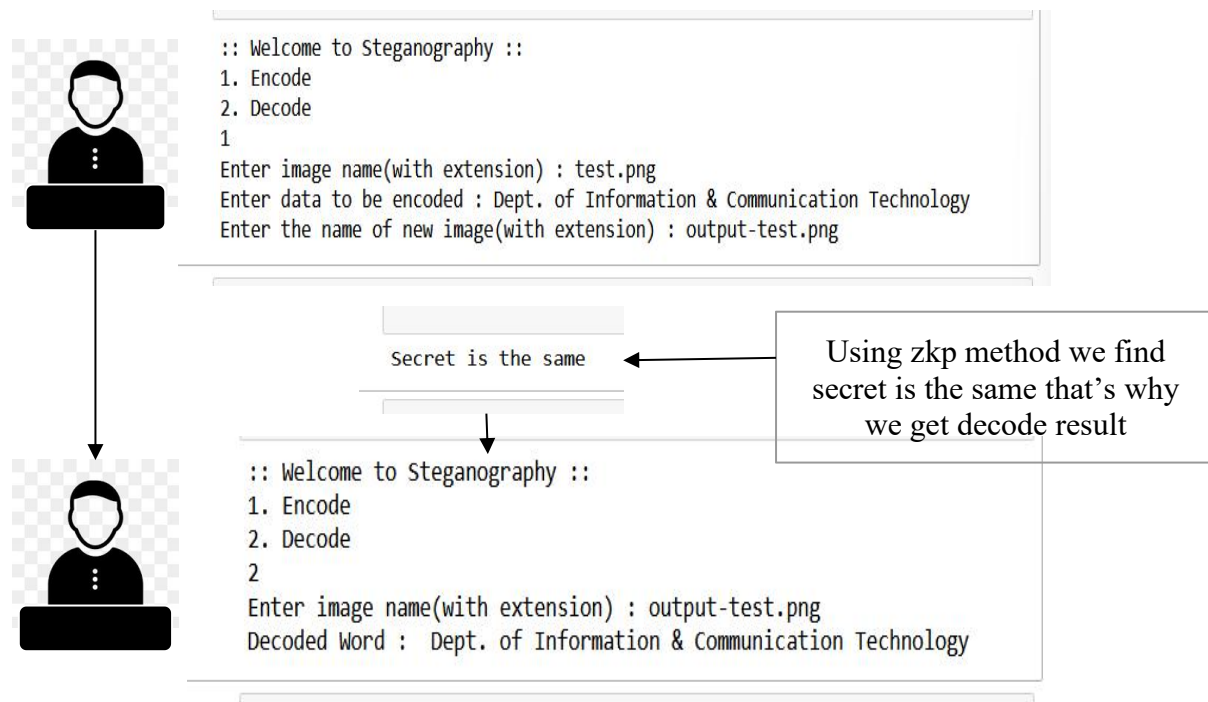 :: Welcome to Steganography ::
1. Encode
2. Decode
1
Enter image name(with extension) : test.png
Enter data to be encoded : Dept. of Information & Communication Technology
Enter the name of new image(with extension) : output-test.png
Secret is the same
Using zkp method we find
secret is the same that’s why
we get decode result
:: Welcome to Steganography ::
1. Encode
2. Decode
2
Enter image name(with extension) : output-test.png
Decoded Word :  Dept. of Information & Communication Technology